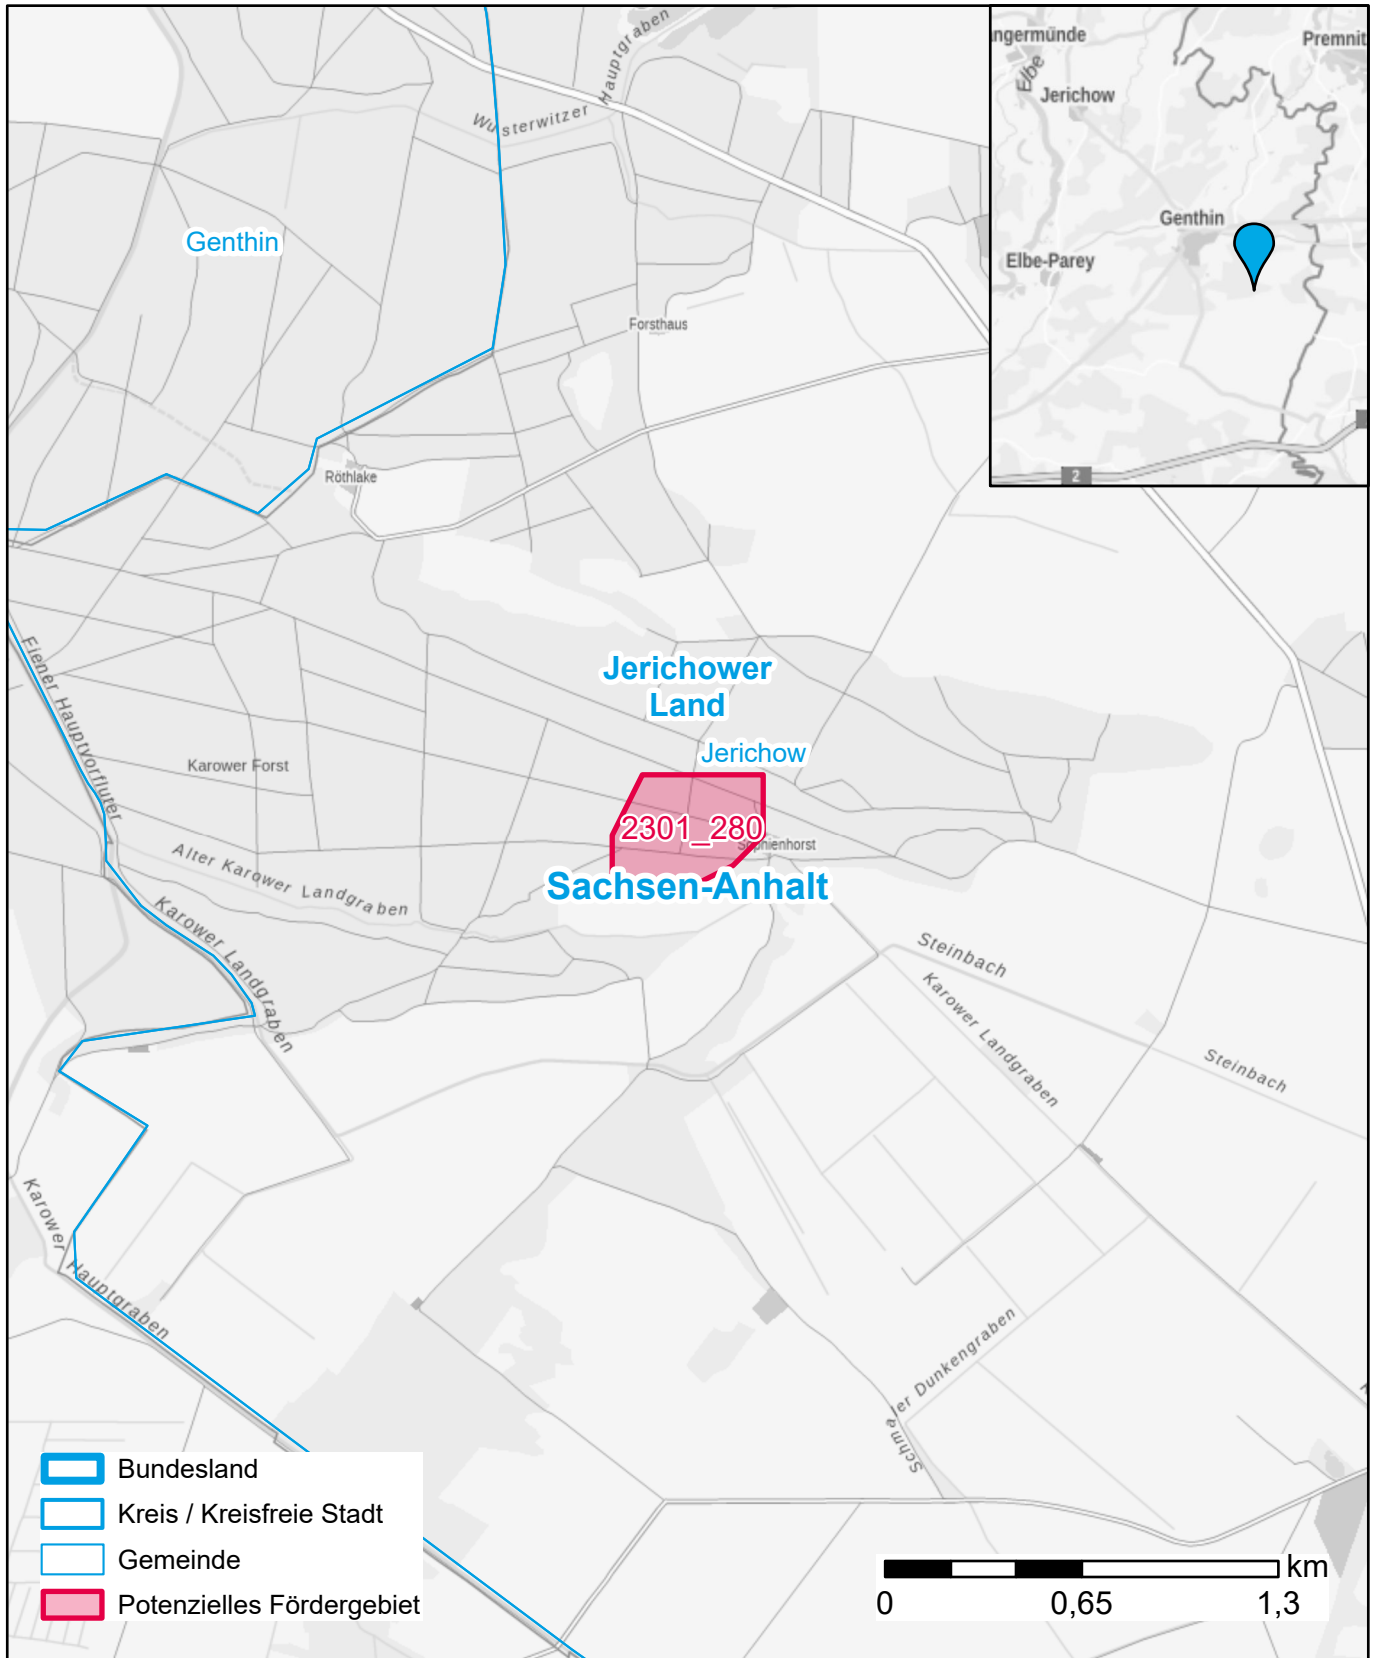 Hauptgraben
Wusterwitzer
Genthin
Forsthaus
Röthlake
ngermünde
Premnit
Elbe
Jerichow
Genthin
Elbe-Parey
2
Fiener Hauptvorfluter
Jerichower
Land
Jerichow
Karower Forst
2301_280
Sophienhorst
Sachsen-Anhalt
Alter Karower Landgraben
Karower Landgraben
Steinbach
Karower Landgraben
Steinbach
Karower
Hauptgraben
Schmaler Dunkengraben
Bundesland
Kreis / Kreisfreie Stadt
Gemeinde
Potenzielles Fördergebiet
km
0 0,65 1,3